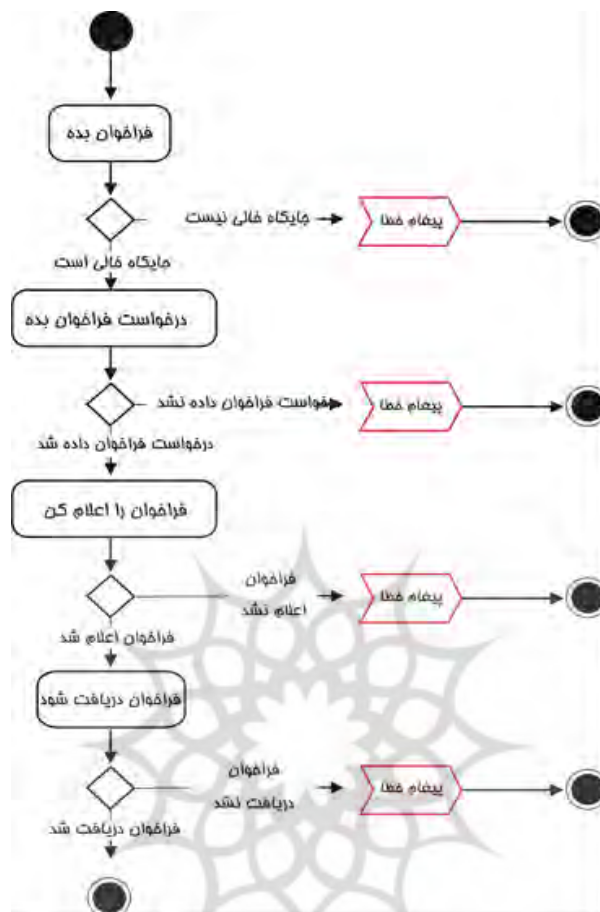 فراخوان بده
جایگاه خالی نیست
پیغام خطا
جایگاه خالی است
درخواست فراخوان بده
درخواست فراخوان داده نشد
پیغام خطا
درخواست فراخوان داده شد
فراخوان را اعلام کن
فراخوان
اعلام نشد
پیغام خطا
فراخوان اعلام شد
فراخوان دریافت شود
فراخوان
دریافت نشد
پیغام خطا
فراخوان دریافت شد